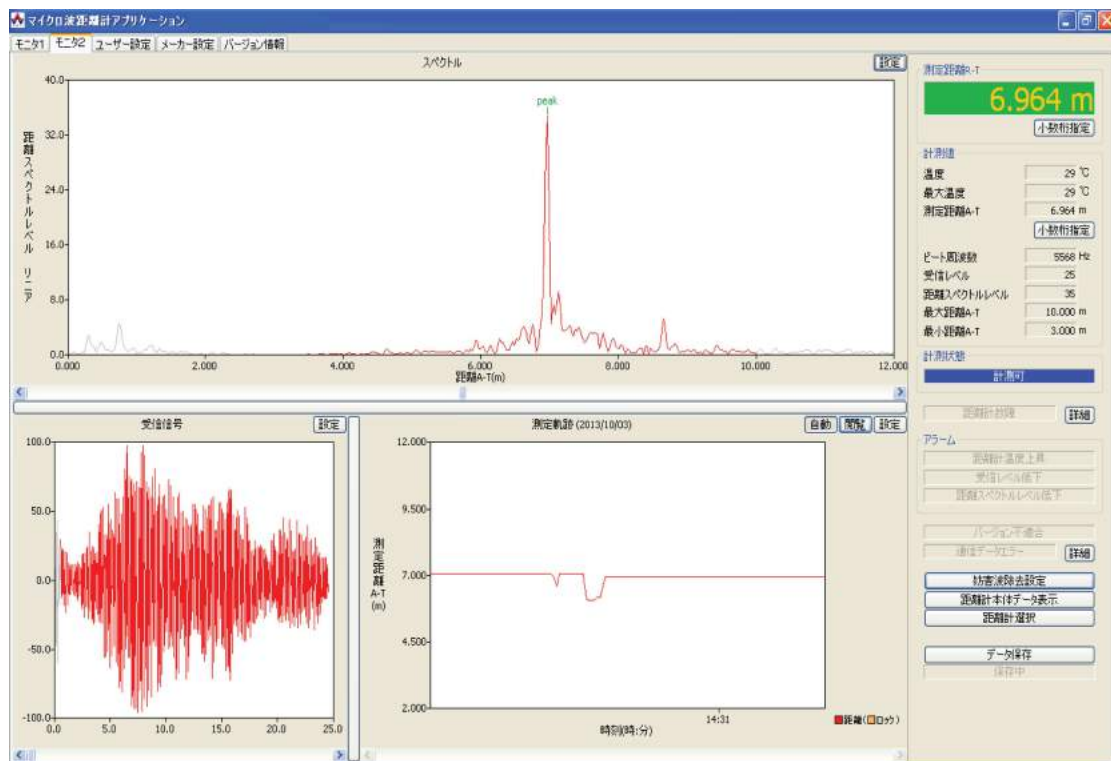 マイクロ波距離計アプリケーション
モニタ1 モニタ2 ユーザー設定 メーカー設定 バージョン情報
スペクトル
設定
40.0
32.0
24.0
16.0
8.0
0.0
距離スペクトルレベル リニア
peak
0.000 2.000 4.000 6.000 8.000 10.000 12.000
距離A-T(m)
受信信号
設定
100.0
50.0
0.0
-50.0
-100.0
0.0 5.0 10.0 15.0 20.0 25.0
測定軌跡 (2013/10/03)
自動 閲覧 設定
12.000
9.500
7.000
4.500
2.000
測定距離
A-T
(m)
14:31
時刻(時:分)
距離(ロック)
測定距離R-T
6.964 m
小数桁指定
計測値
温度 29 ℃
最大温度 29 ℃
測定距離A-T 6.964 m
小数桁指定
ビート周波数 5568 Hz
受信レベル 25
距離スペクトルレベル 35
最大距離A-T 10.000 m
最小距離A-T 3.000 m
計測状態
計測可
距離計故障 詳細
アラーム
距離計温度上昇
受信レベル低下
距離スペクトルレベル低下
バージョン不適合
通信データエラー 詳細
妨害波除去設定
距離計本体データ表示
距離計選択
データ保存
保存中